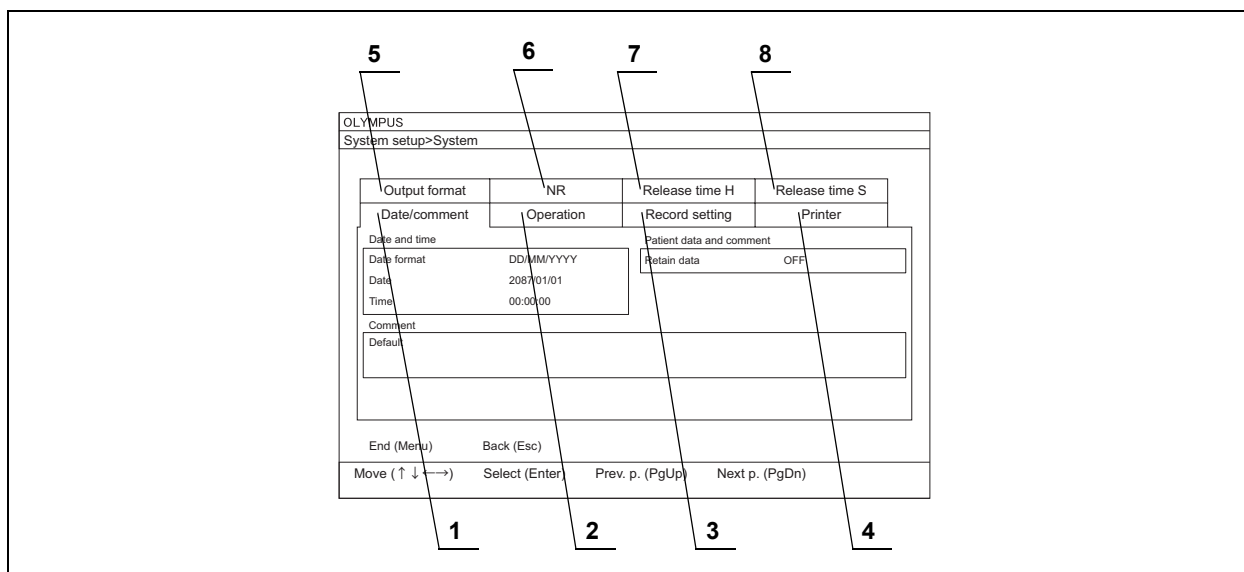 5 6 7 8
OLYMPUS
System setup>System
Output format NR Release time H Release time S
Date/comment Operation Record setting Printer
Date and time Patient data and comment
Date format DD/MM/YYYY Retain data OFF
Date 2087/01/01
Time 00:00:00
Comment
Default
End (Menu) Back (Esc)
Move (↑↓←→) Select (Enter) Prev. p. (PgUp) Next p. (PgDn)
1 2 3 4